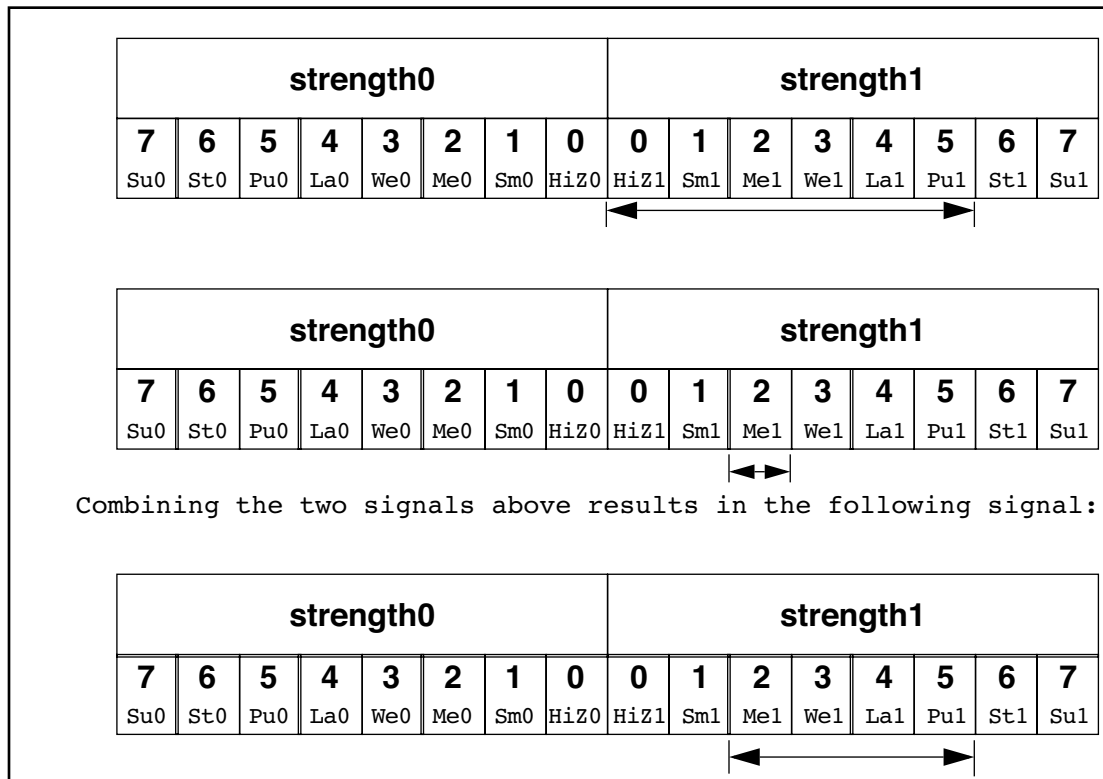 strength0 strength1
7 6 5 4 3 2 1 0 0 1 2 3 4 5 6 7
Su0 St0 Pu0 La0 We0 Me0 Sm0 HiZ0 HiZ1 Sm1 Me1 We1 La1 Pu1 St1 Su1
strength0 strength1
7 6 5 4 3 2 1 0 0 1 2 3 4 5 6 7
Su0 St0 Pu0 La0 We0 Me0 Sm0 HiZ0 HiZ1 Sm1 Me1 We1 La1 Pu1 St1 Su1
Combining the two signals above results in the following signal:
strength0 strength1
7 6 5 4 3 2 1 0 0 1 2 3 4 5 6 7
Su0 St0 Pu0 La0 We0 Me0 Sm0 HiZ0 HiZ1 Sm1 Me1 We1 La1 Pu1 St1 Su1